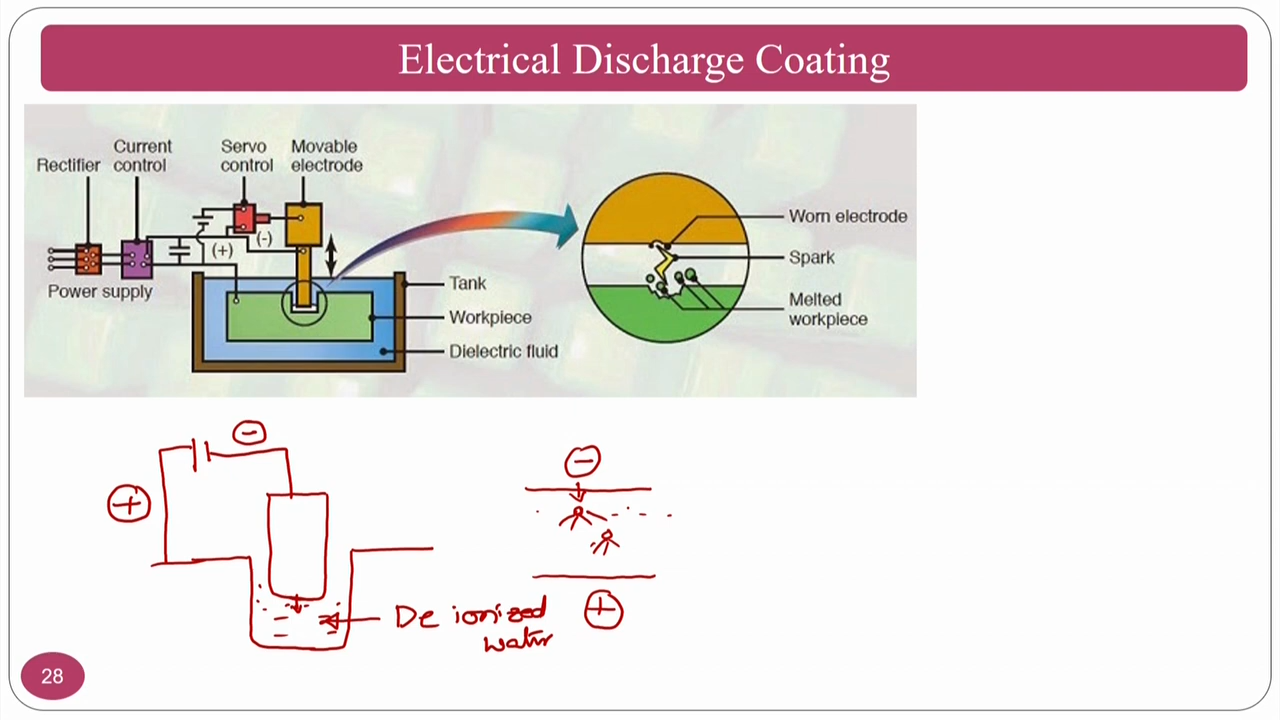 Electrical Discharge Coating
Rectifier
Current
control
Servo
control
Movable
electrode
(+)
(-)
Power supply
Tank
Workpiece
Dielectric fluid
Worn electrode
Spark
Melted
workpiece
-
+
De ionized
water
-
+
28